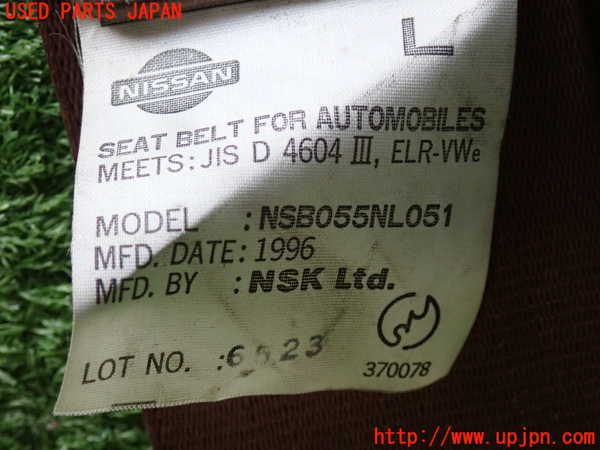 USED PARTS JAPAN
L
NISSAN
SEAT BELT FOR AUTOMOBILES
MEETS: JIS D 4604 III, ELR-VWe
MODEL : NSB055NL051
MFD. DATE: 1996
MFD. BY : NSK Ltd.
LOT NO. : 6523
370078
http://www.upjpn.com/